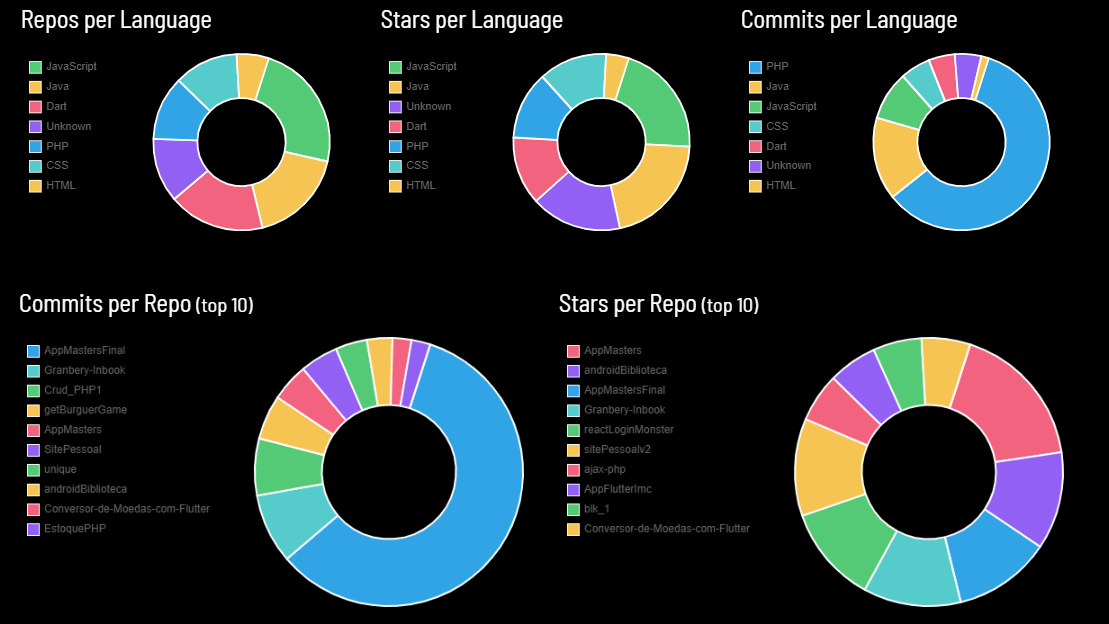 Repos per Language
JavaScript
Java
Dart
Unknown
PHP
CSS
HTML
Stars per Language
JavaScript
Java
Unknown
Dart
PHP
CSS
HTML
Commits per Language
PHP
Java
JavaScript
CSS
Dart
Unknown
HTML
Commits per Repo (top 10)
AppMastersFinal
Granbery-Inbook
Crud_PHP1
getBurguerGame
AppMasters
SitePessoal
unique
androidBiblioteca
Conversor-de-Moedas-com-Flutter
EstoquePHP
Stars per Repo (top 10)
AppMasters
androidBiblioteca
AppMastersFinal
Granbery-Inbook
reactLoginMonster
sitePessoalv2
ajax-php
AppFlutterImc
blk_1
Conversor-de-Moedas-com-Flutter